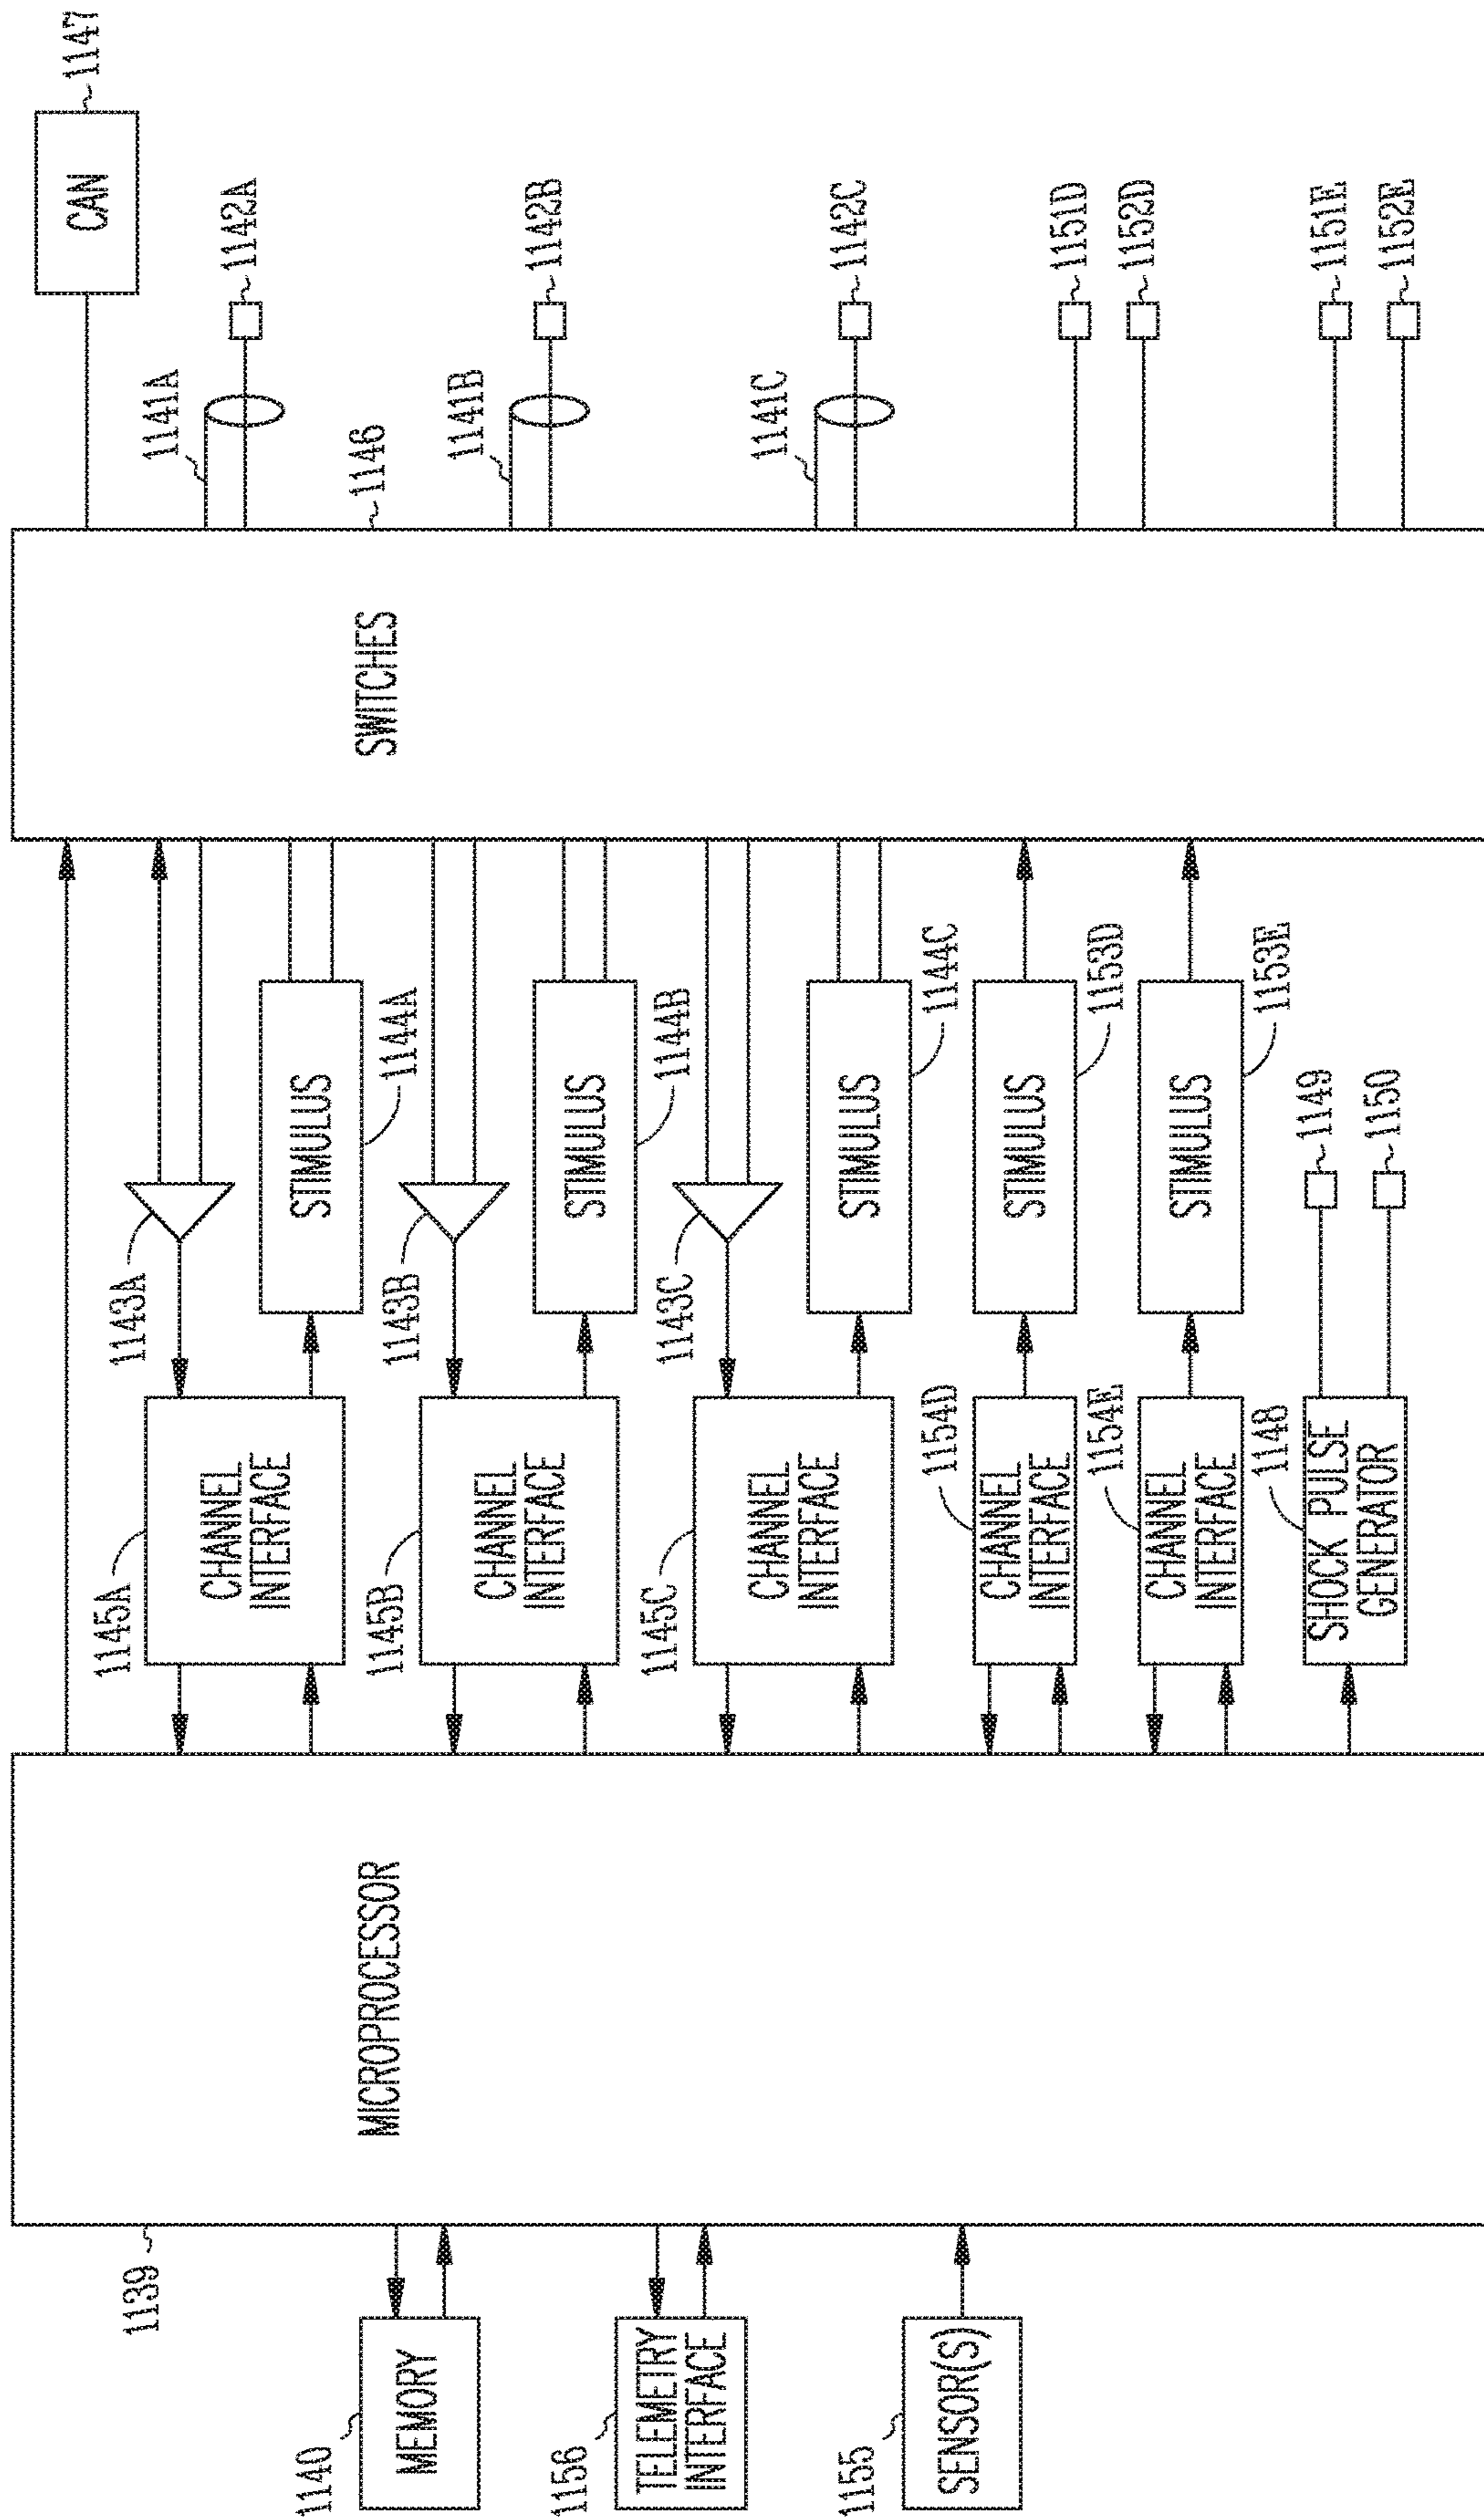 1139
1140
MEMORY
1156
TELEMETRY
INTERFACE
1155
SENSOR(S)
MICROPROCESSOR
1145A
CHANNEL
INTERFACE
1143A
STIMULUS
1144A
1145B
CHANNEL
INTERFACE
1143B
STIMULUS
1144B
1145C
CHANNEL
INTERFACE
1143C
STIMULUS
1144C
1154D
CHANNEL
INTERFACE
STIMULUS
1153D
1154E
CHANNEL
INTERFACE
STIMULUS
1153E
1148
SHOCK PULSE
GENERATOR
1149
1150
SWITCHES
1146
CAN
1147
1141A
1142A
1141B
1142B
1141C
1142C
1151D
1152D
1151E
1152E